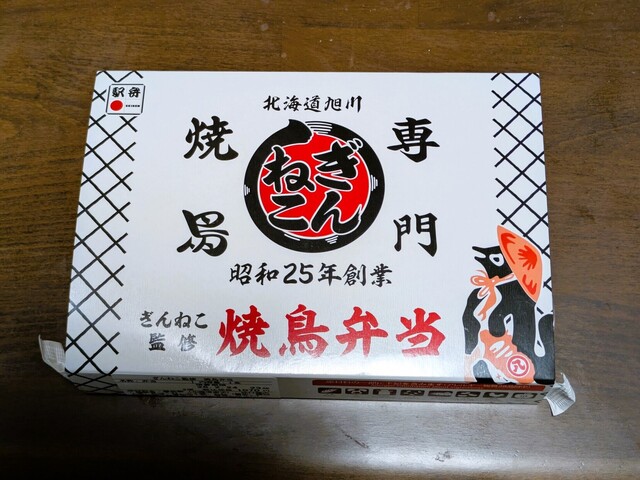 駅弁
北海道旭川
焼鳥
ぎんねこ
専門
昭和25年創業
ぎんねこ
監修
焼鳥弁当
八